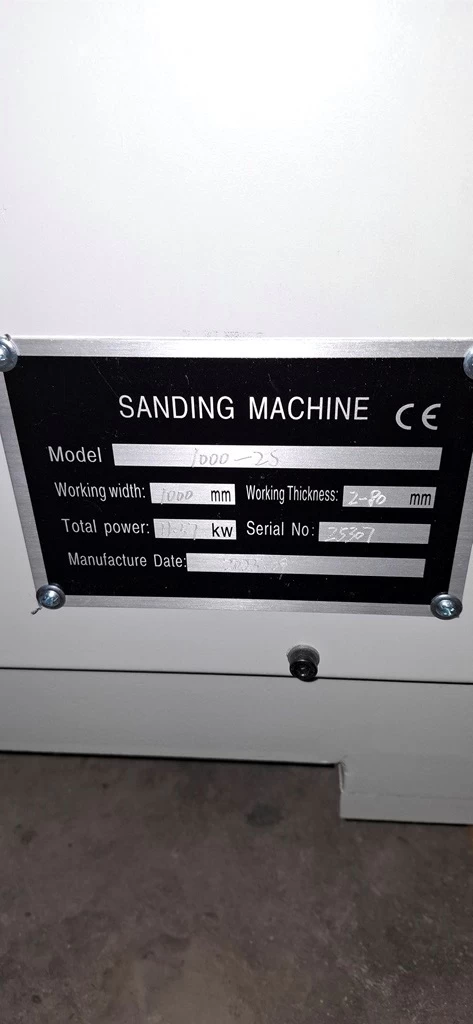 SANDING MACHINE CE
Model 1000-2S
Working width: 1000 mm Working Thickness: 2-80 mm
Total power: kw Serial No: 25307
Manufacture Date: